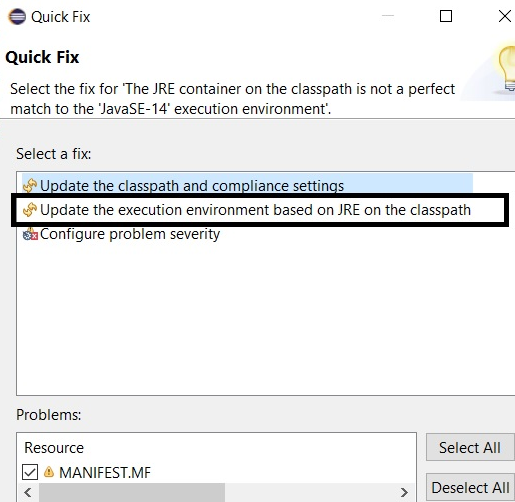 Quick Fix
Quick Fix
Select the fix for 'The JRE container on the classpath is not a perfect
match to the 'JavaSE-14' execution environment'.
Select a fix:
Update the classpath and compliance settings
Update the execution environment based on JRE on the classpath
Configure problem severity
Problems:
Resource
Select All
MANIFEST.MF
Deselect All